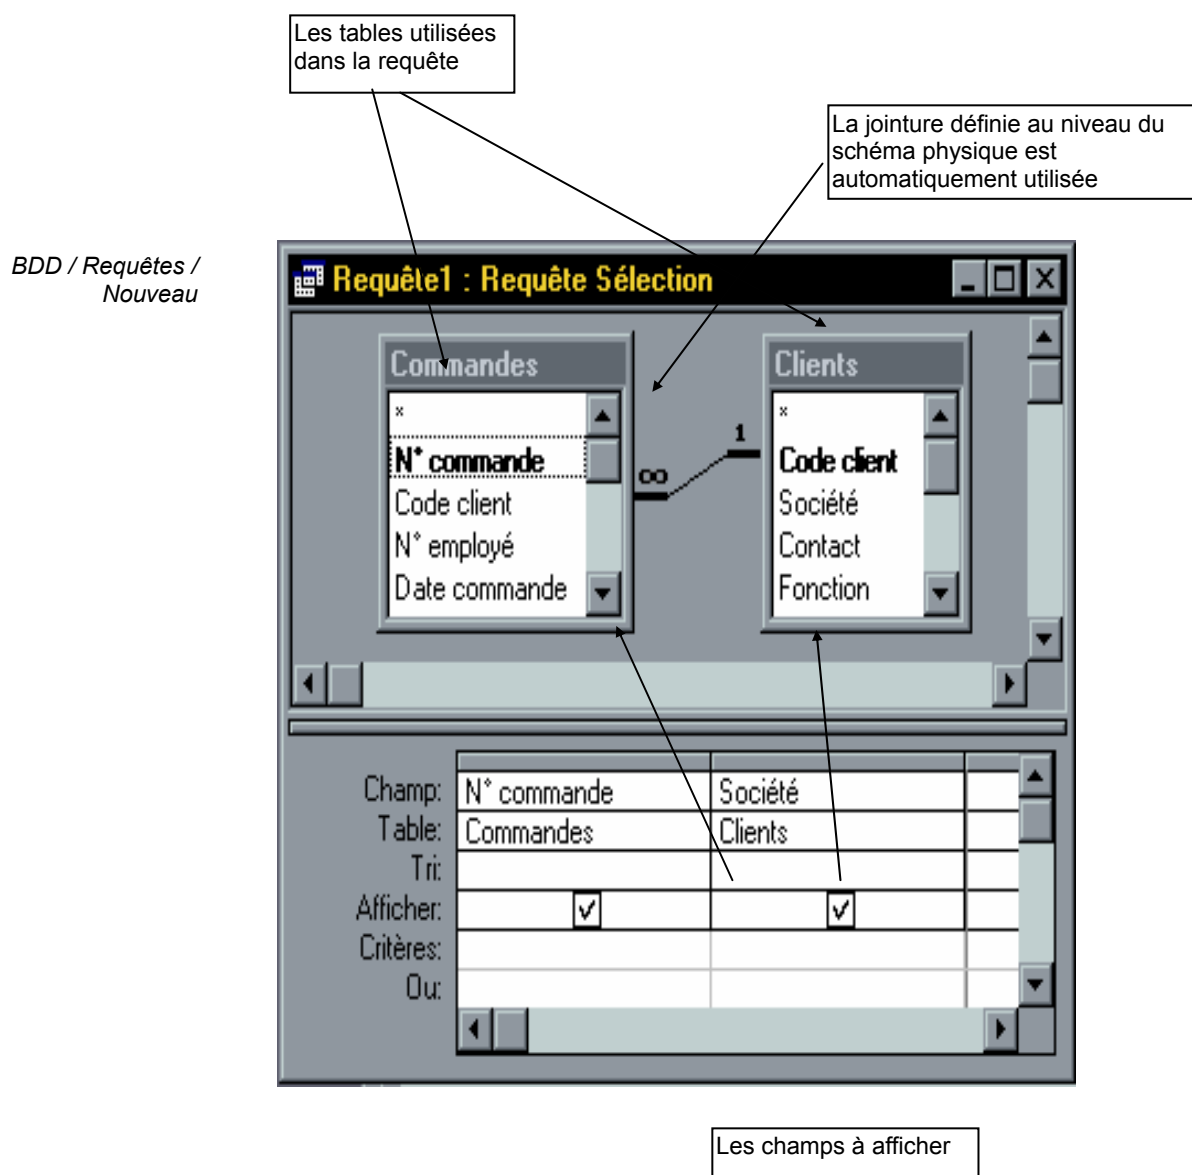 Les tables utilisées
dans la requête
La jointure définie au niveau du
schéma physique est
automatiquement utilisée
BDD / Requêtes /
Nouveau
Requête1 : Requête Sélection
Commandes
*
N° commande
Code client
N° employé
Date commande
∞
1
Clients
*
Code client
Société
Contact
Fonction
Champ: N° commande Société
Table: Commandes Clients
Tri:
Afficher:
Critères:
Ou:
Les champs à afficher